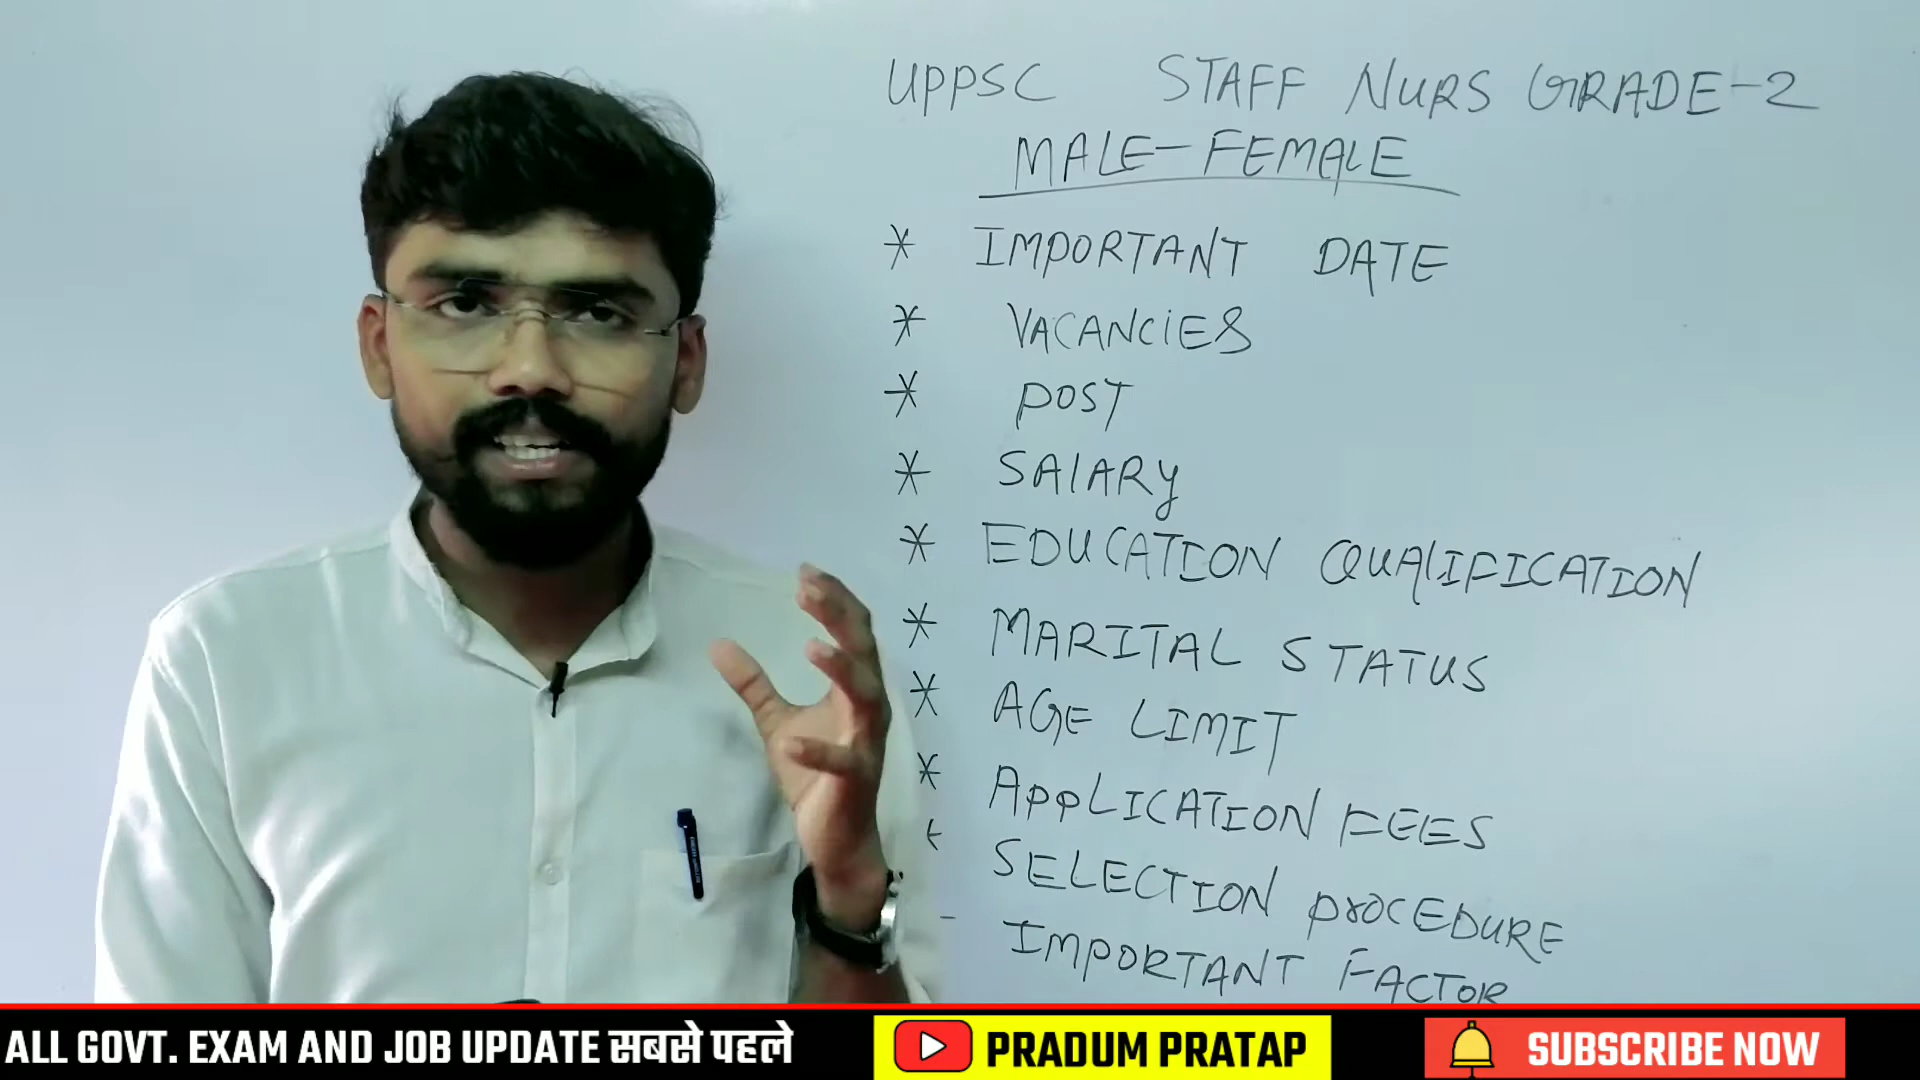 UPPSC STAFF NURS GRADE-2
MALE-FEMALE
* IMPORTANT DATE
* VACANCIES
* POST
* SALARY
* EDUCATION QUALIFICATION
* MARITAL STATUS
* AGE LIMIT
* APPLICATION FEES
* SELECTION PROCEDURE
- IMPORTANT FACTOR
ALL GOVT. EXAM AND JOB UPDATE सबसे पहले
PRADUM PRATAP
SUBSCRIBE NOW